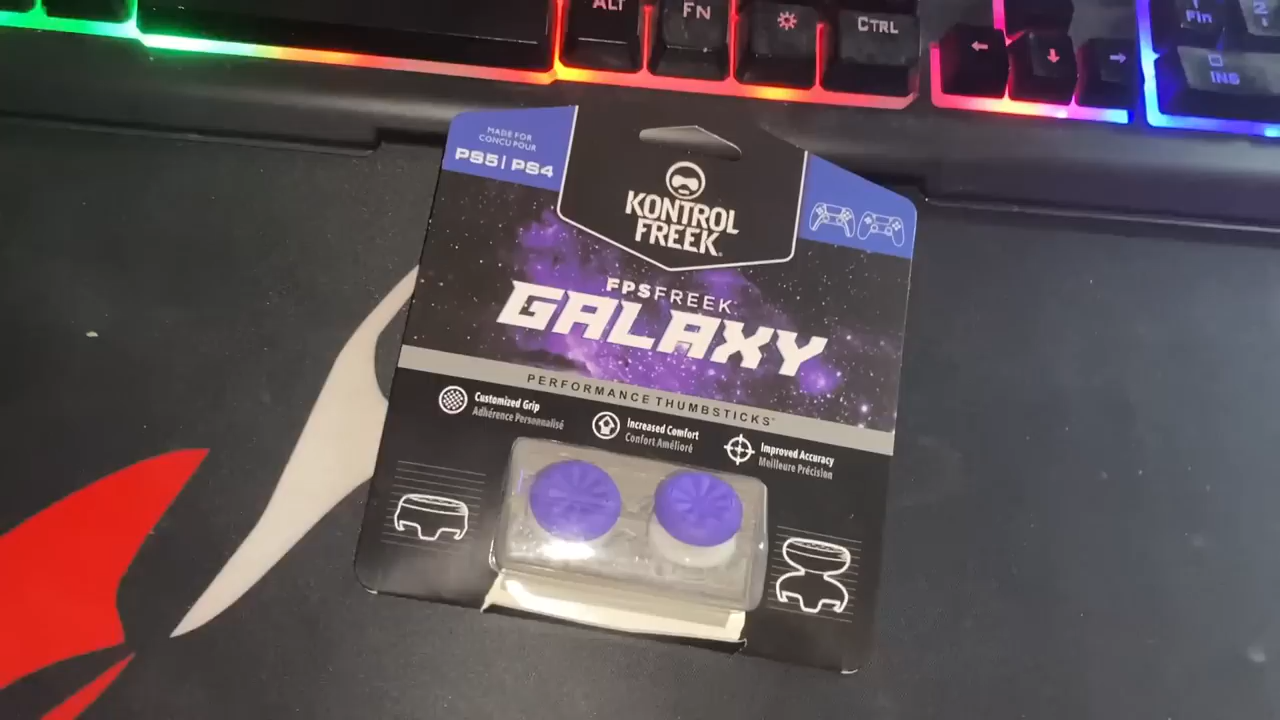 ALT
FN
CTRL
Fin
INS
MADE FOR
CONÇU POUR
PS5 | PS4
KONTROL
FREEK
FPSFREEK
GALAXY
PERFORMANCE THUMBSTICKS
Customized Grip
Adhérence Personnalisé
Increased Comfort
Confort Amélioré
Improved Accuracy
Meilleure Précision